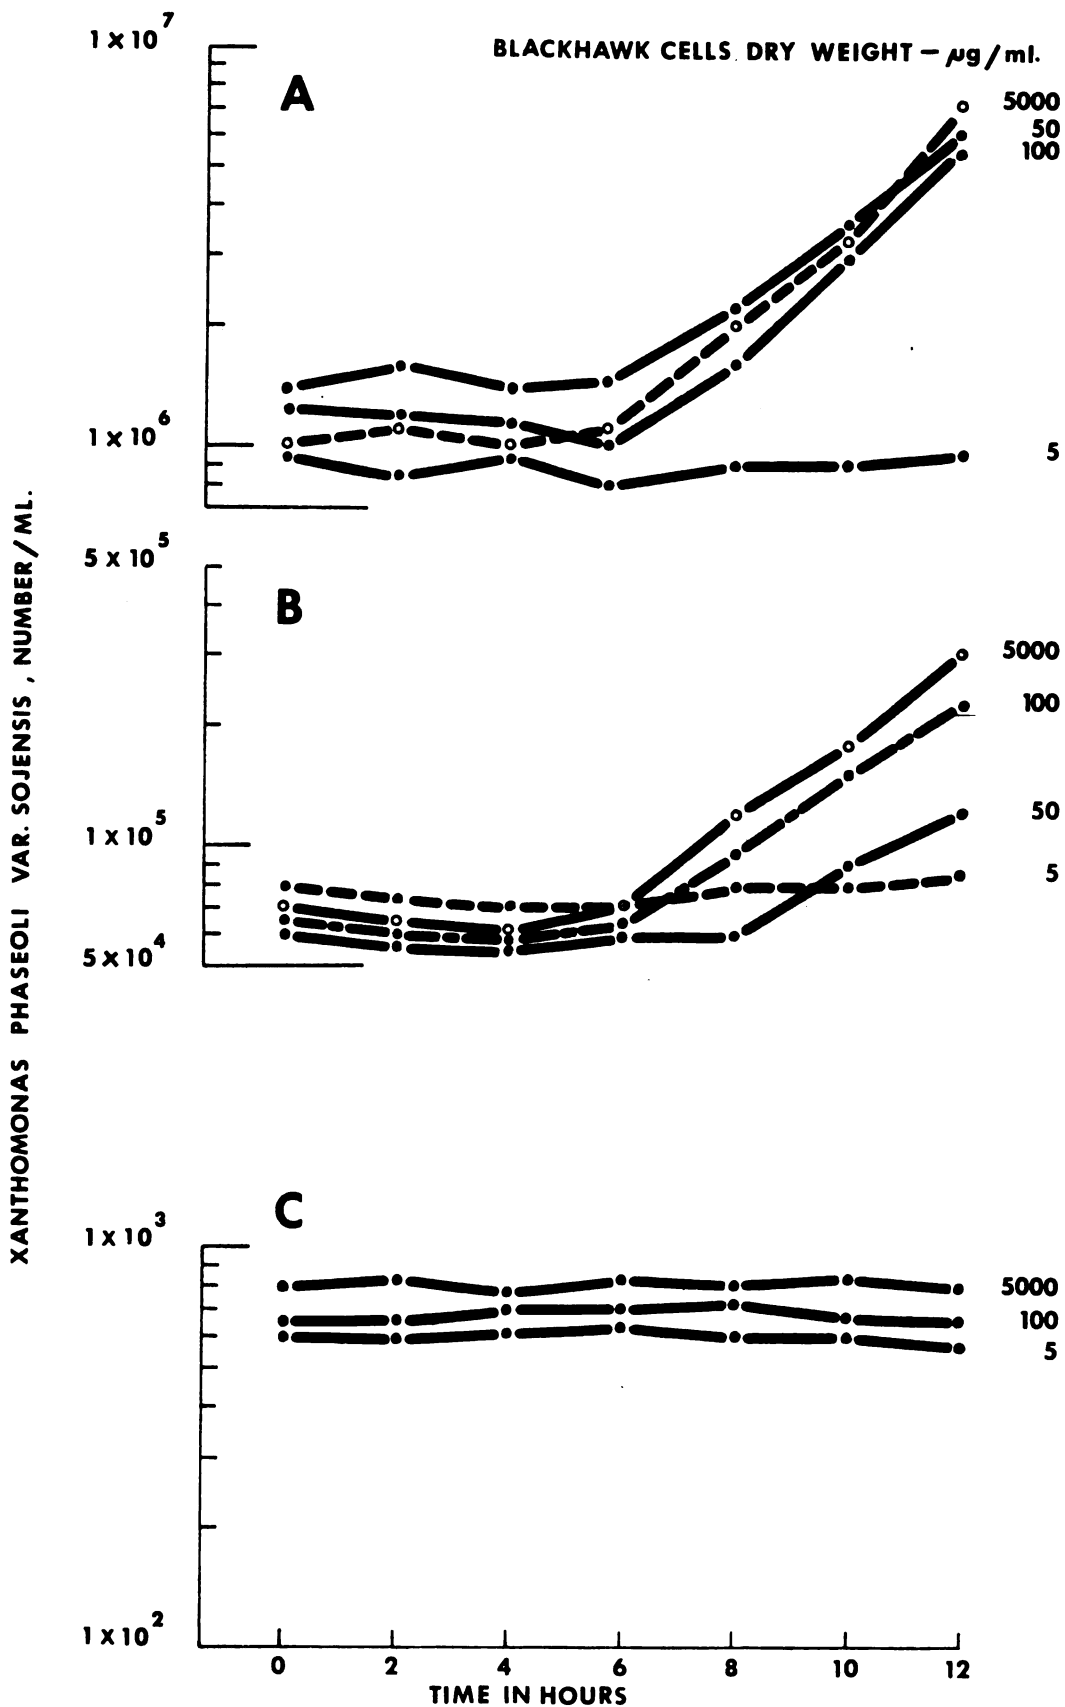 1 x 10⁷
BLACKHAWK CELLS DRY WEIGHT — µg/ml.
A
5000
50
100
1 x 10⁶
5
XANTHOMONAS PHASEOLI VAR. SOJENSIS, NUMBER/ML.
5 x 10⁵
B
5000
100
50
1 x 10⁵
5
5 x 10⁴
C
1 x 10³
5000
100
5
1 x 10²
0 2 4 6 8 10 12
TIME IN HOURS